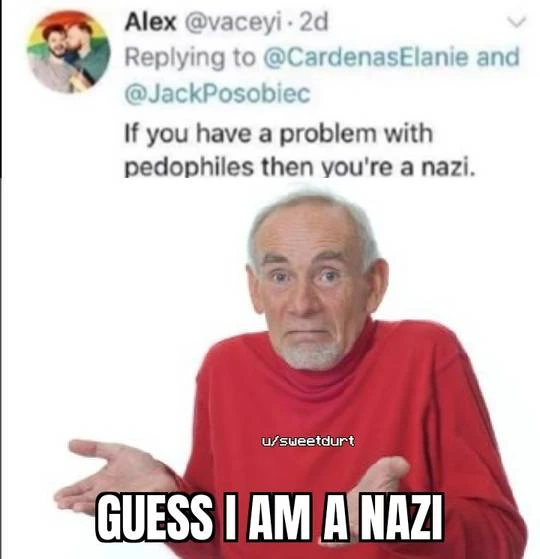 Alex @vaceyi · 2d
Replying to @CardenasElanie and
@JackPosobiec
If you have a problem with
pedophiles then you're a nazi.
u/sweetdurt
GUESS I AM A NAZI